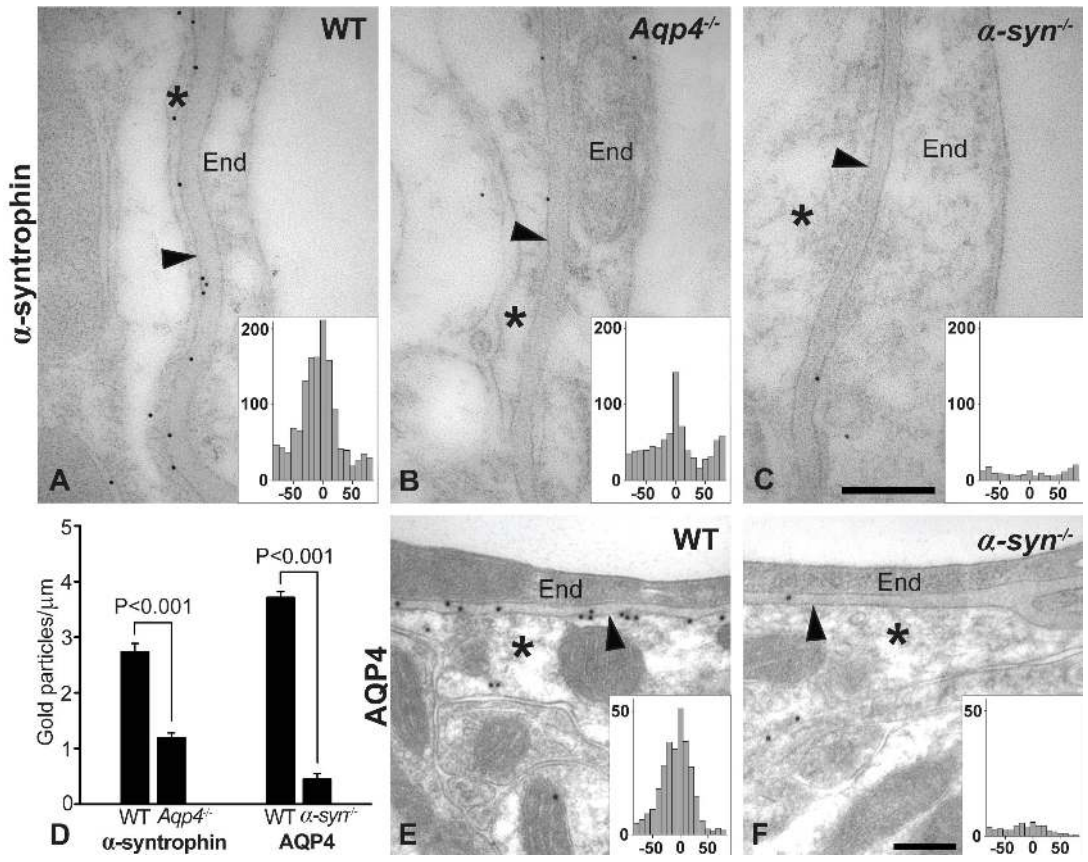 α-syntrophin
WT
*
End
A
200
100
0
-50 0 50
Aqp4-/-
End
*
B
200
100
0
-50 0 50
α-syn-/-
End
*
C
200
100
0
-50 0 50
Gold particles/μm
5
4
3
2
1
0
P<0.001
P<0.001
WT Aqp4-/-
WT α-syn-/-
α-syntrophin
AQP4
D
AQP4
WT
End
*
E
50
0
-50 0 50
α-syn-/-
End
*
F
50
0
-50 0 50